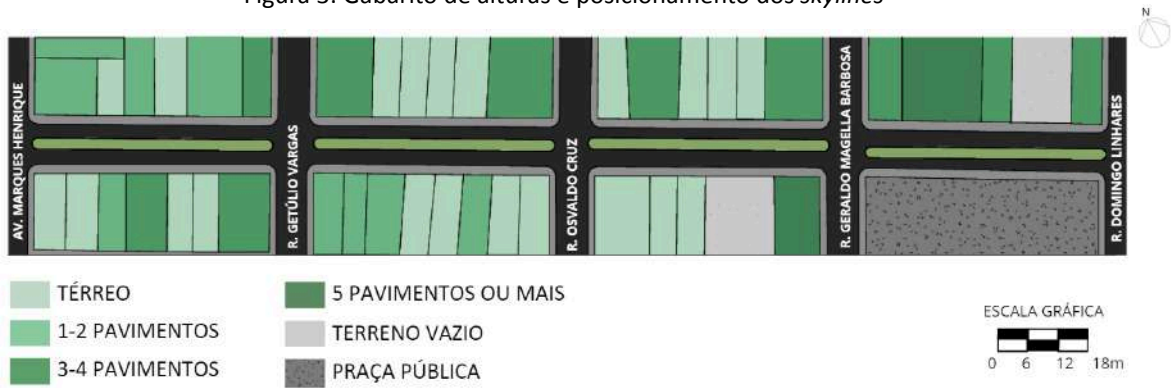 Figura 3: Gabarito de alturas e posicionamento dos skylines
N
AV. MARQUES HENRIQUE
R. GETÚLIO VARGAS
R. OSVALDO CRUZ
R. GERALDO MAGELLA BARBOSA
R. DOMINGO LINHARES
TÉRREO
1-2 PAVIMENTOS
3-4 PAVIMENTOS
5 PAVIMENTOS OU MAIS
TERRENO VAZIO
PRAÇA PÚBLICA
ESCALA GRÁFICA
0 6 12 18m